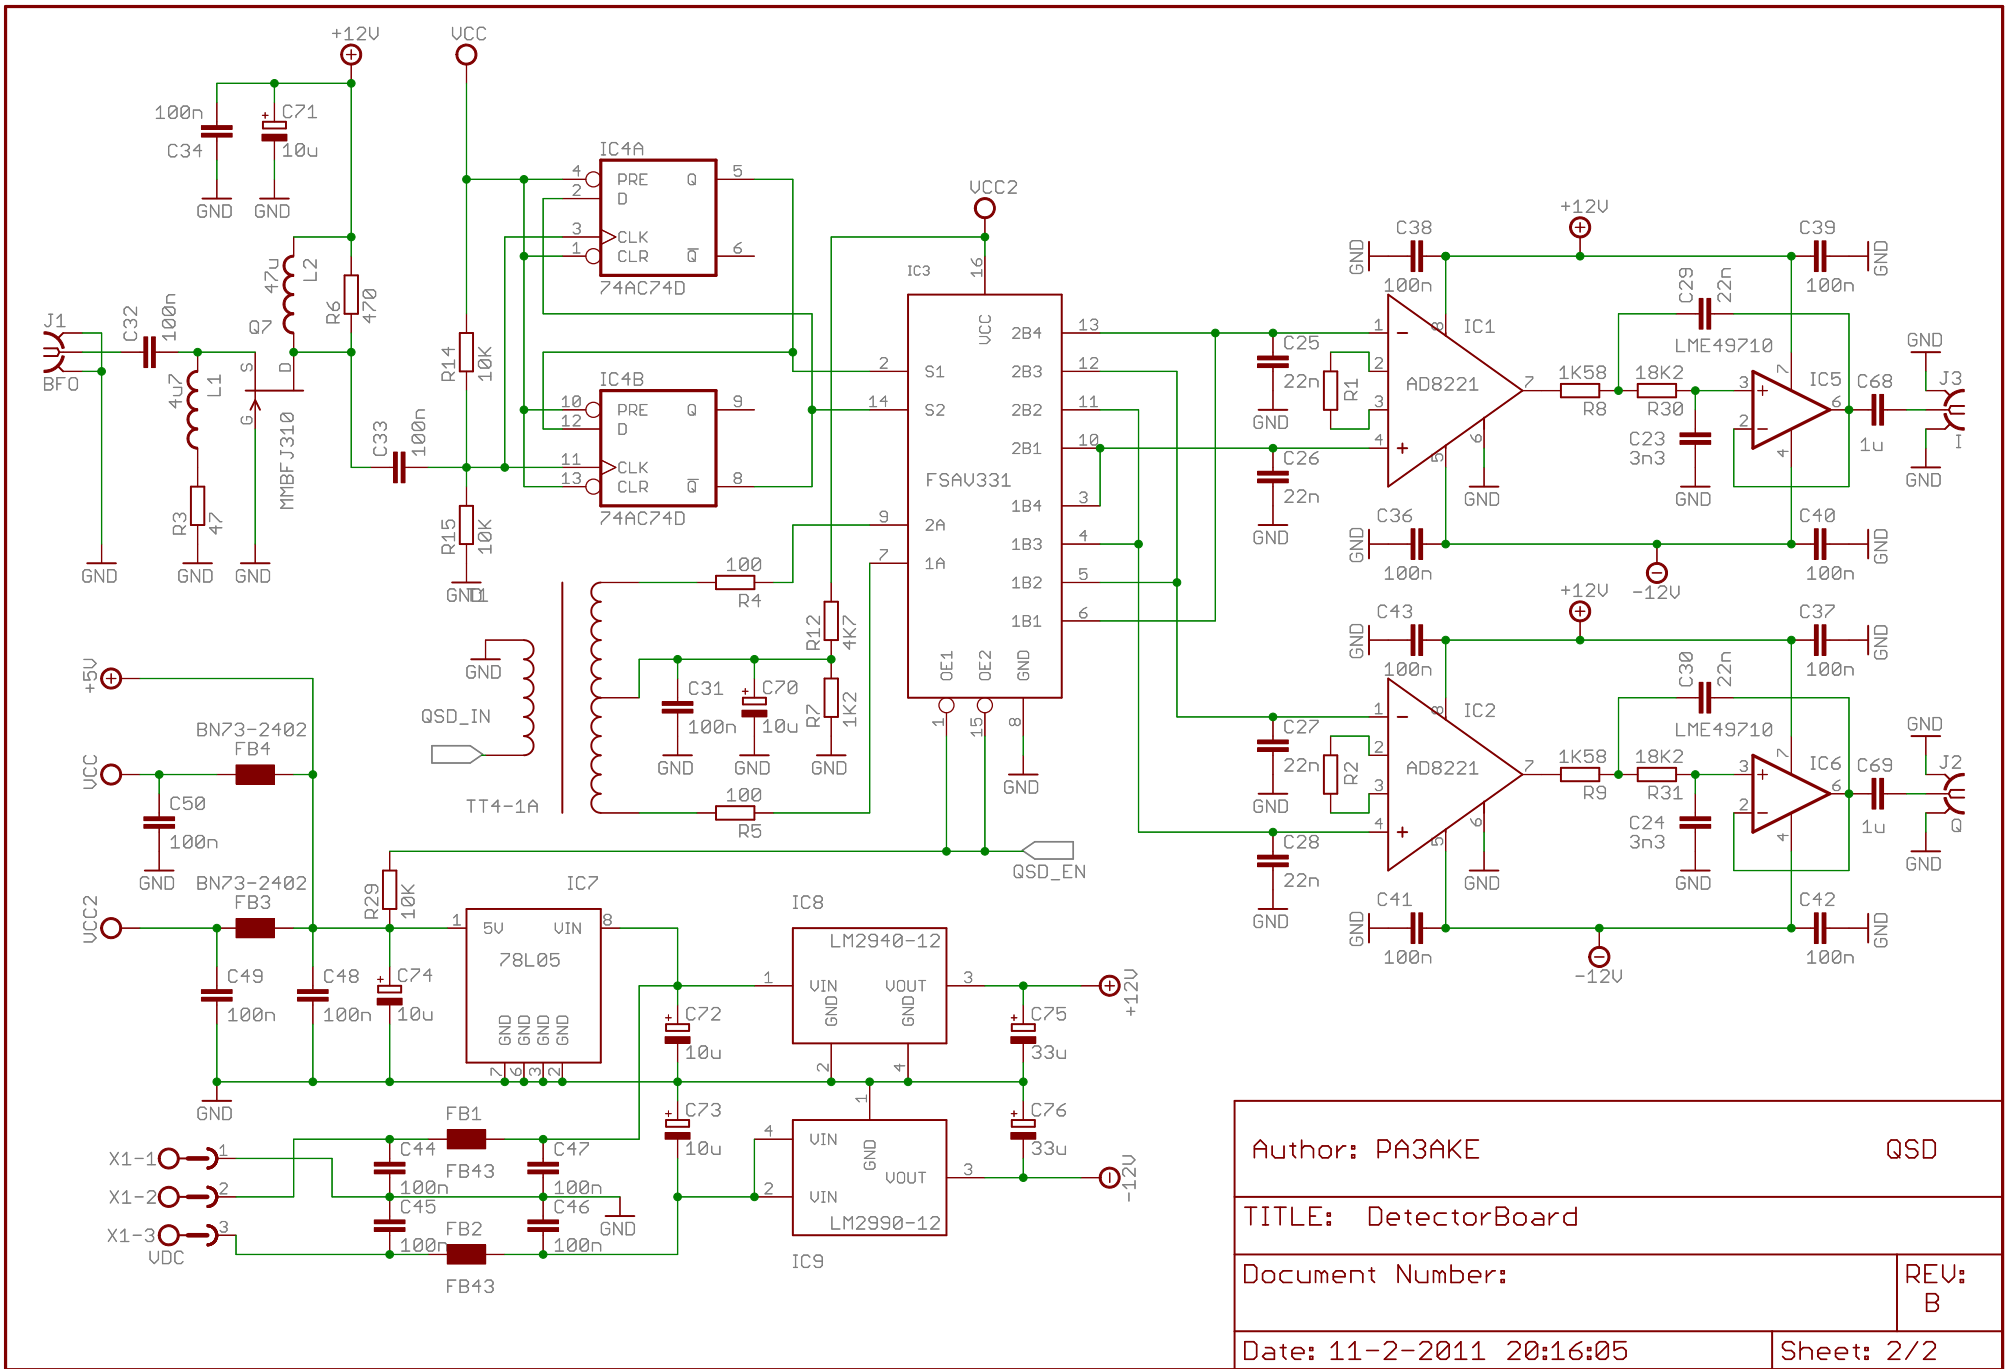 +12V
VCC
100n
C34
C71
10u
GND
GND
IC4A
4
2
3
1
PRE
D
CLK
CLR
Q
Q
5
6
74AC74D
J1
BFO
C32
100n
4u7
L1
R3
47
GND
GND
GND
47u
L2
Q7
S
D
G
MMBFJ310
R6
470
C33
100n
R14
10K
R15
10K
GND
T1
IC4B
10
12
11
13
PRE
D
CLK
CLR
Q
Q
9
8
74AC74D
VCC2
IC3
16
VCC
2
14
9
7
S1
S2
2A
1A
FSAV331
2B4
2B3
2B2
2B1
1B4
1B3
1B2
1B1
13
12
11
10
3
4
5
6
OE1
OE2
GND
1
15
8
GND
100
R4
100
R5
GND
QSD_IN
TT4-1A
C31
100n
C70
10u
GND
GND
GND
R12
4K7
R7
1K2
QSD_EN
+12V
C38
100n
GND
C39
100n
GND
C25
22n
GND
C26
22n
GND
R1
1
2
3
4
8
AD8221
IC1
7
6
5
GND
1K58
R8
18K2
R30
C29
22n
LME49710
C23
3n3
GND
3
2
7
4
6
IC5
C68
1u
GND
J3
I
GND
C36
100n
GND
C40
100n
GND
-12V
+12V
C43
100n
GND
C37
100n
GND
C27
22n
GND
C28
22n
GND
R2
1
2
3
4
8
AD8221
IC2
7
6
5
GND
1K58
R9
18K2
R31
C30
22n
LME49710
C24
3n3
GND
3
2
7
4
6
IC6
C69
1u
GND
J2
Q
GND
C41
100n
GND
C42
100n
GND
-12V
+5V
VCC
BN73-2402
FB4
C50
100n
GND
VCC2
BN73-2402
FB3
C49
100n
C48
100n
C74
10u
R29
10K
GND
IC7
1
5V
VIN
8
78L05
GND
GND
GND
GND
7
6
3
2
IC8
LM2940-12
1
VIN
VOUT
3
GND
GND
2
4
C72
10u
C73
10u
C75
33u
C76
33u
+12V
-12V
1
4
VIN
GND
VOUT
3
2
VIN
LM2990-12
IC9
X1-1
1
X1-2
2
X1-3
3
VDC
C44
100n
C45
100n
FB1
FB43
FB2
FB43
C47
100n
C46
100n
GND
Author: PA3AKE
QSD
TITLE: DetectorBoard
Document Number:
REV:
B
Date: 11-2-2011 20:16:05
Sheet: 2/2